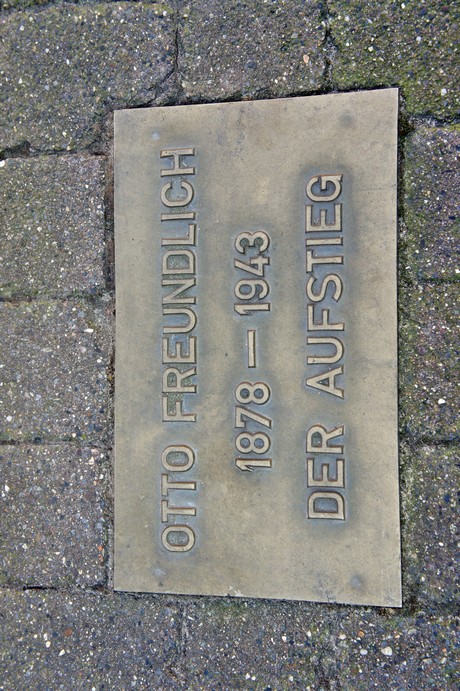 OTTO FREUNDLICH
1878 — 1943
DER AUFSTIEG